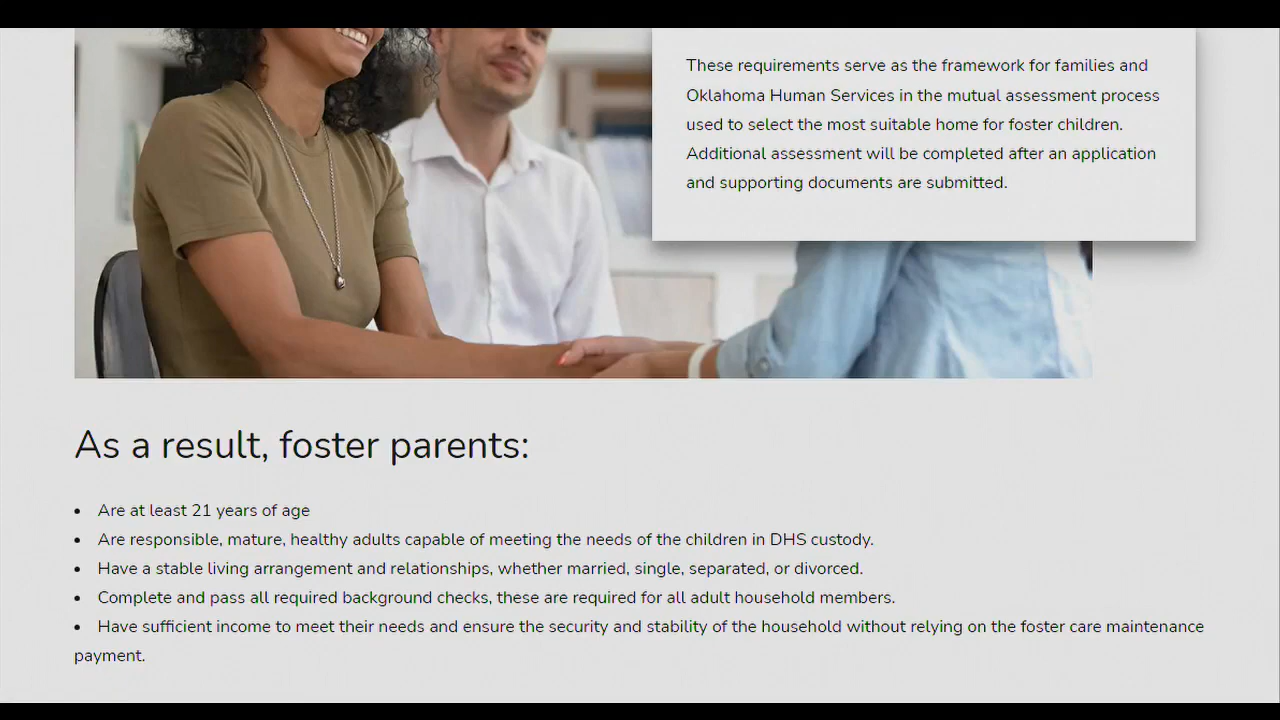 These requirements serve as the framework for families and
Oklahoma Human Services in the mutual assessment process
used to select the most suitable home for foster children.
Additional assessment will be completed after an application
and supporting documents are submitted.
As a result, foster parents:
• Are at least 21 years of age
• Are responsible, mature, healthy adults capable of meeting the needs of the children in DHS custody.
• Have a stable living arrangement and relationships, whether married, single, separated, or divorced.
• Complete and pass all required background checks, these are required for all adult household members.
• Have sufficient income to meet their needs and ensure the security and stability of the household without relying on the foster care maintenance
payment.